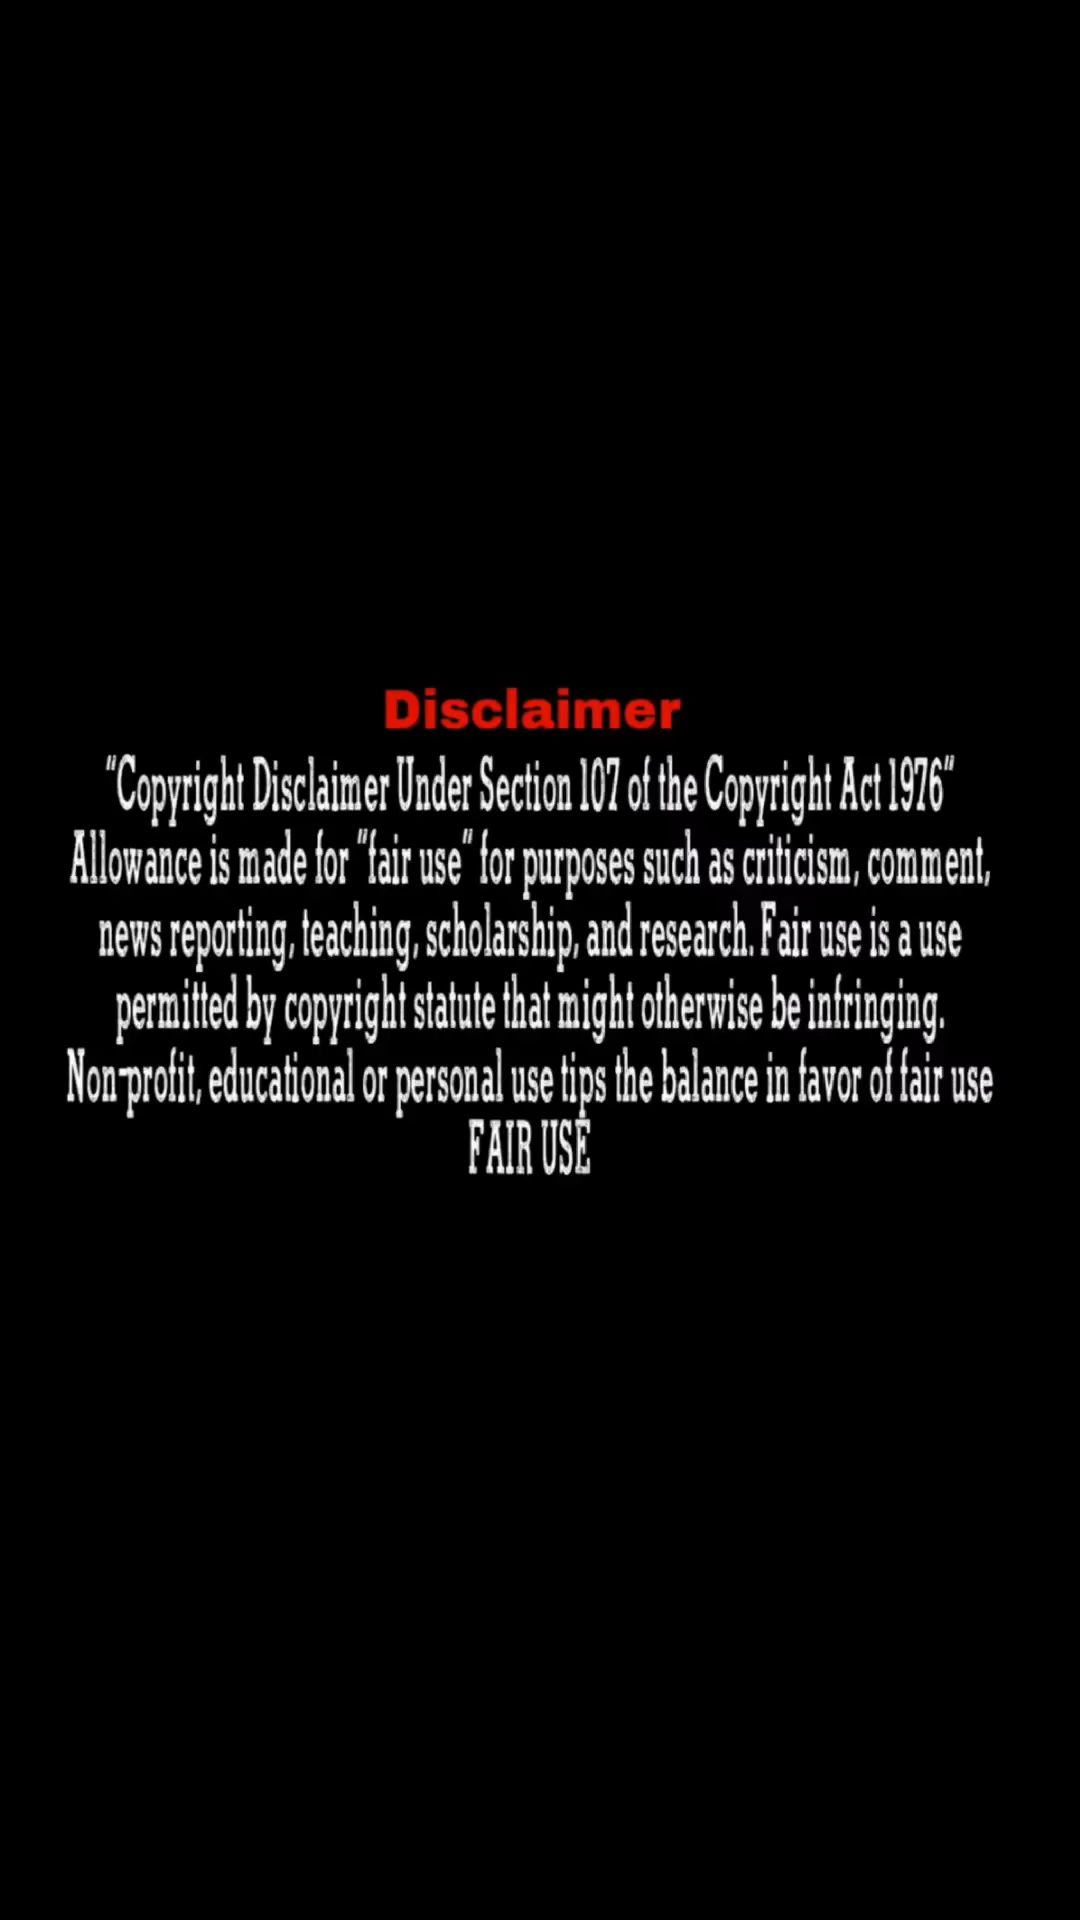 Disclaimer
"Copyright Disclaimer Under Section 107 of the Copyright Act 1976"
Allowance is made for "fair use" for purposes such as criticism, comment,
news reporting, teaching, scholarship, and research. Fair use is a use
permitted by copyright statute that might otherwise be infringing.
Non-profit, educational or personal use tips the balance in favor of fair use
FAIR USE